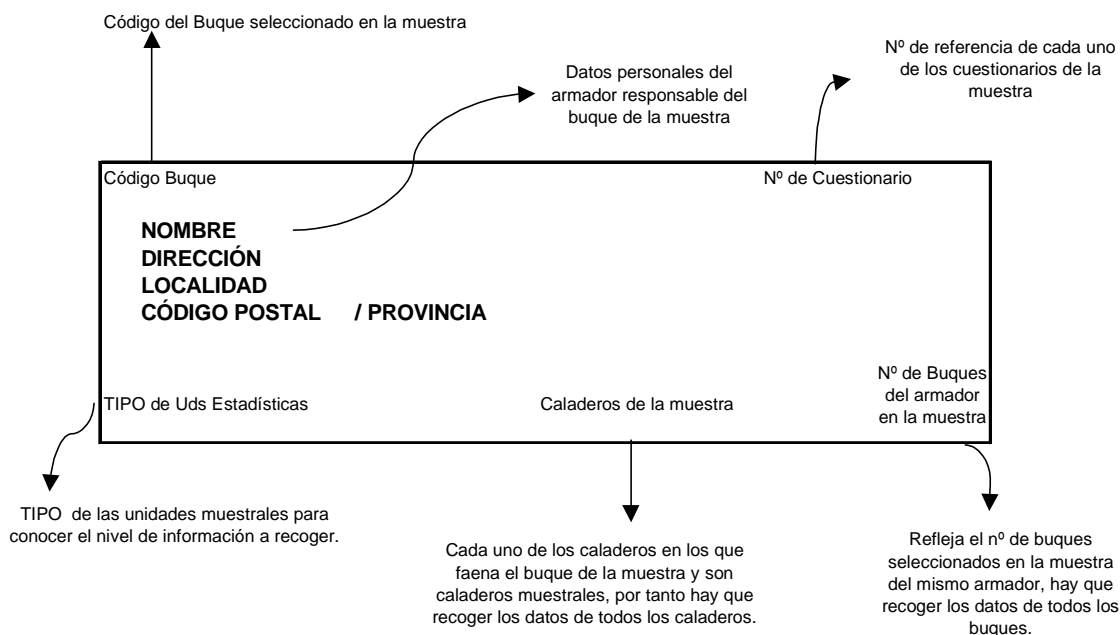 Código del Buque seleccionado en la muestra
Nº de referencia de cada uno
de los cuestionarios de la
muestra
Datos personales del
armador responsable del
buque de la muestra
Código Buque
Nº de Cuestionario
NOMBRE
DIRECCIÓN
LOCALIDAD
CÓDIGO POSTAL / PROVINCIA
TIPO de Uds Estadísticas
Caladeros de la muestra
Nº de Buques
del armador
en la muestra
TIPO de las unidades muestrales para
conocer el nivel de información a recoger.
Cada uno de los caladeros en los que
faena el buque de la muestra y son
caladeros muestrales, por tanto hay que
recoger los datos de todos los caladeros.
Refleja el nº de buques
seleccionados en la muestra
del mismo armador, hay que
recoger los datos de todos los
buques.